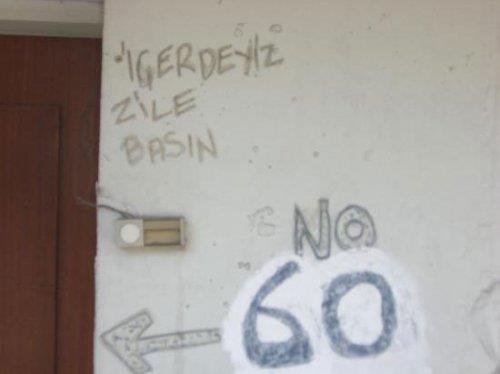 İÇERDEYİZ
ZİLE
BASIN
NO
60